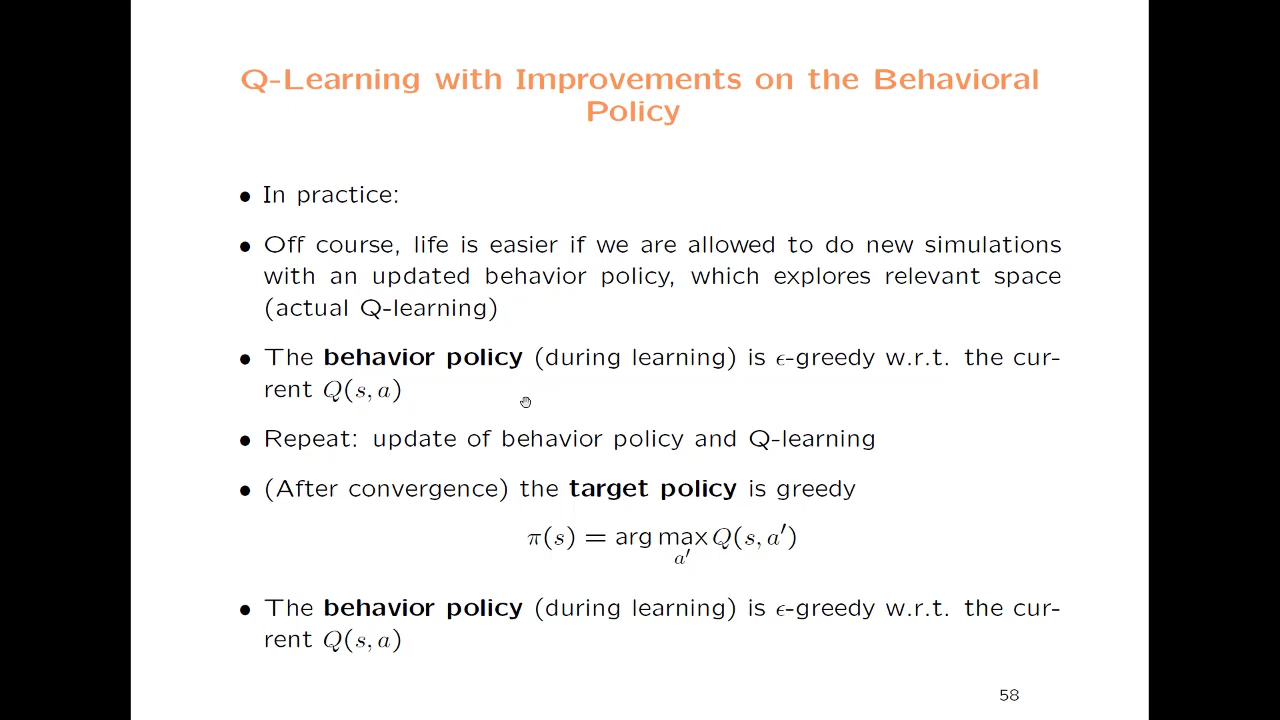 Q-Learning with Improvements on the Behavioral
Policy
• In practice:
• Off course, life is easier if we are allowed to do new simulations
with an updated behavior policy, which explores relevant space
(actual Q-learning)
• The behavior policy (during learning) is ϵ-greedy w.r.t. the cur-
rent Q(s, a)
• Repeat: update of behavior policy and Q-learning
• (After convergence) the target policy is greedy
π(s) = arg max Q(s, a′)
a′
• The behavior policy (during learning) is ϵ-greedy w.r.t. the cur-
rent Q(s, a)
58